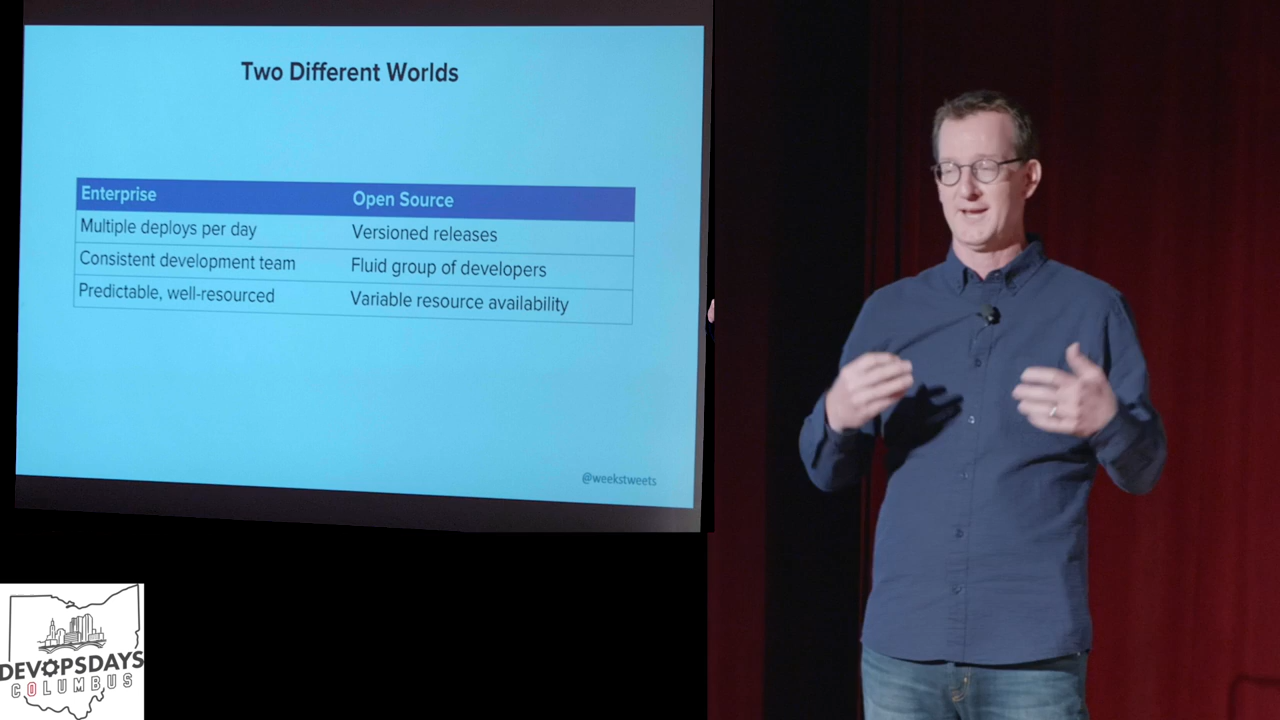 Two Different Worlds
Enterprise Open Source
Multiple deploys per day Versioned releases
Consistent development team Fluid group of developers
Predictable, well-resourced Variable resource availability
@weekstweets
DEVOPSDAYS
COLUMBUS